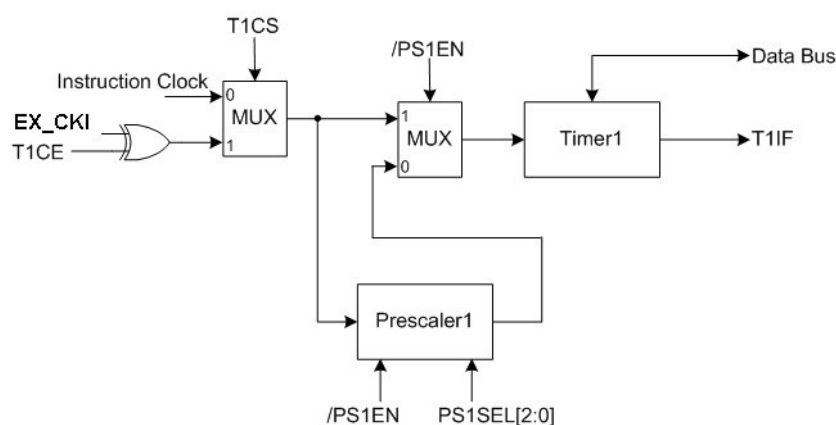 T1CS
/PS1EN
Data Bus
Instruction Clock
0
MUX
1
EX_CKI
T1CE
1
MUX
0
Timer1
T1IF
Prescaler1
/PS1EN
PS1SEL[2:0]